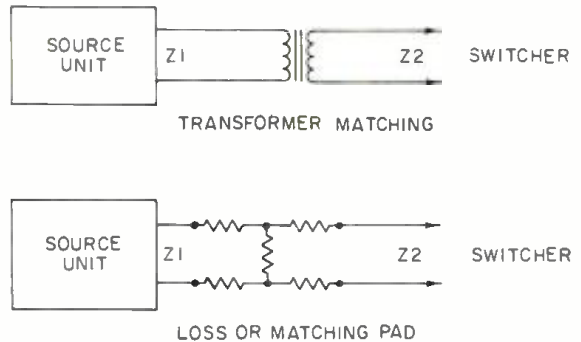 SOURCE
UNIT
Z1
Z2
SWITCHER
TRANSFORMER MATCHING
SOURCE
UNIT
Z1
Z2
SWITCHER
LOSS OR MATCHING PAD